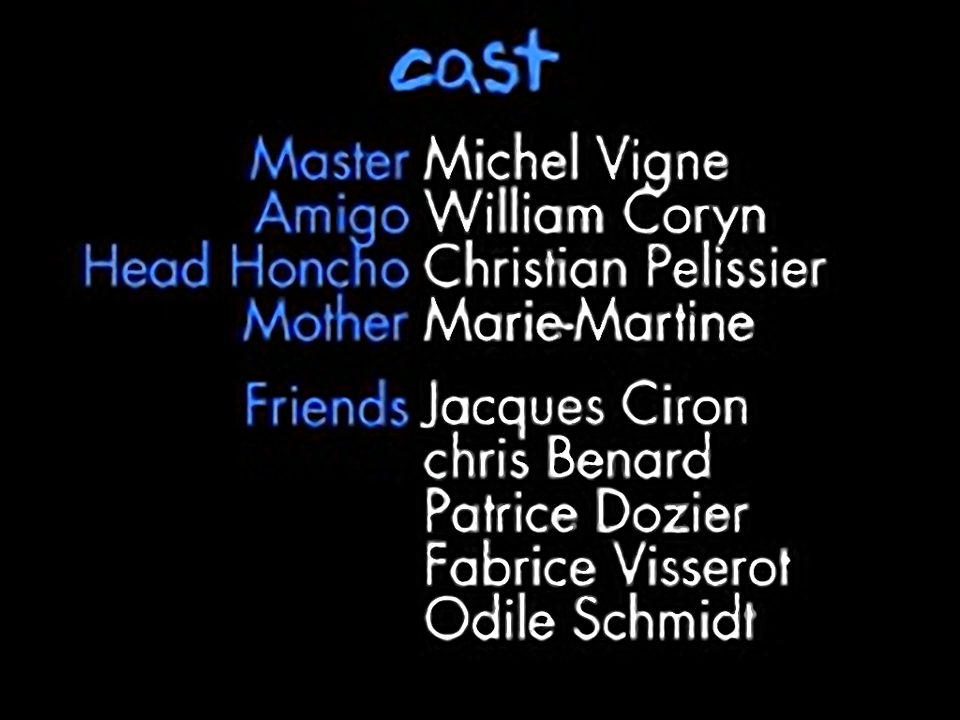 cast
Master Michel Vigne
Amigo William Coryn
Head Honcho Christian Pelissier
Mother Marie-Martine
Friends Jacques Ciron
chris Benard
Patrice Dozier
Fabrice Visserot
Odile Schmidt